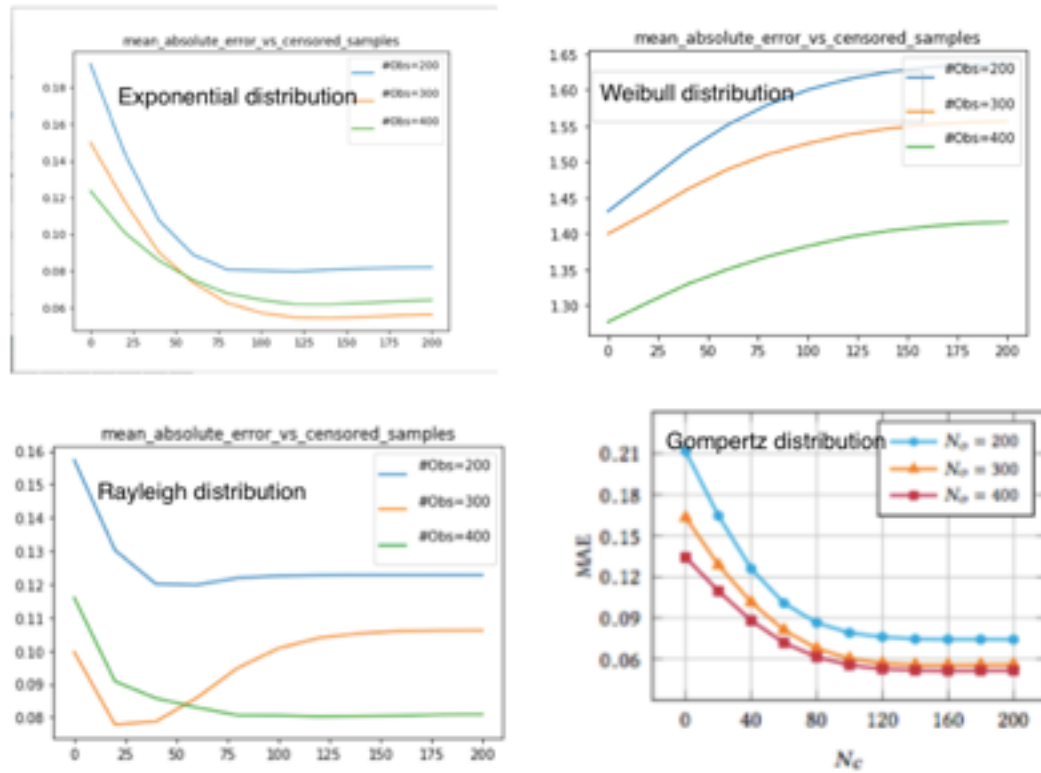 mean_absolute_error_vs_censored_samples
Exponential distribution
#Obs=200
#Obs=300
#Obs=400
0.18
0.16
0.14
0.12
0.10
0.08
0.06
0 25 50 75 100 125 150 175 200
mean_absolute_error_vs_censored_samples
Weibull distribution
#Obs=200
#Obs=300
#Obs=400
1.65
1.60
1.55
1.50
1.45
1.40
1.35
1.30
0 25 50 75 100 125 150 175 200
mean_absolute_error_vs_censored_samples
Rayleigh distribution
#Obs=200
#Obs=300
#Obs=400
0.16
0.15
0.14
0.13
0.12
0.11
0.10
0.09
0.08
0 25 50 75 100 125 150 175 200
Gompertz distribution
N₀ = 200
N₀ = 300
N₀ = 400
MAE
0.21
0.18
0.15
0.12
0.09
0.06
0 40 80 120 160 200
N_c